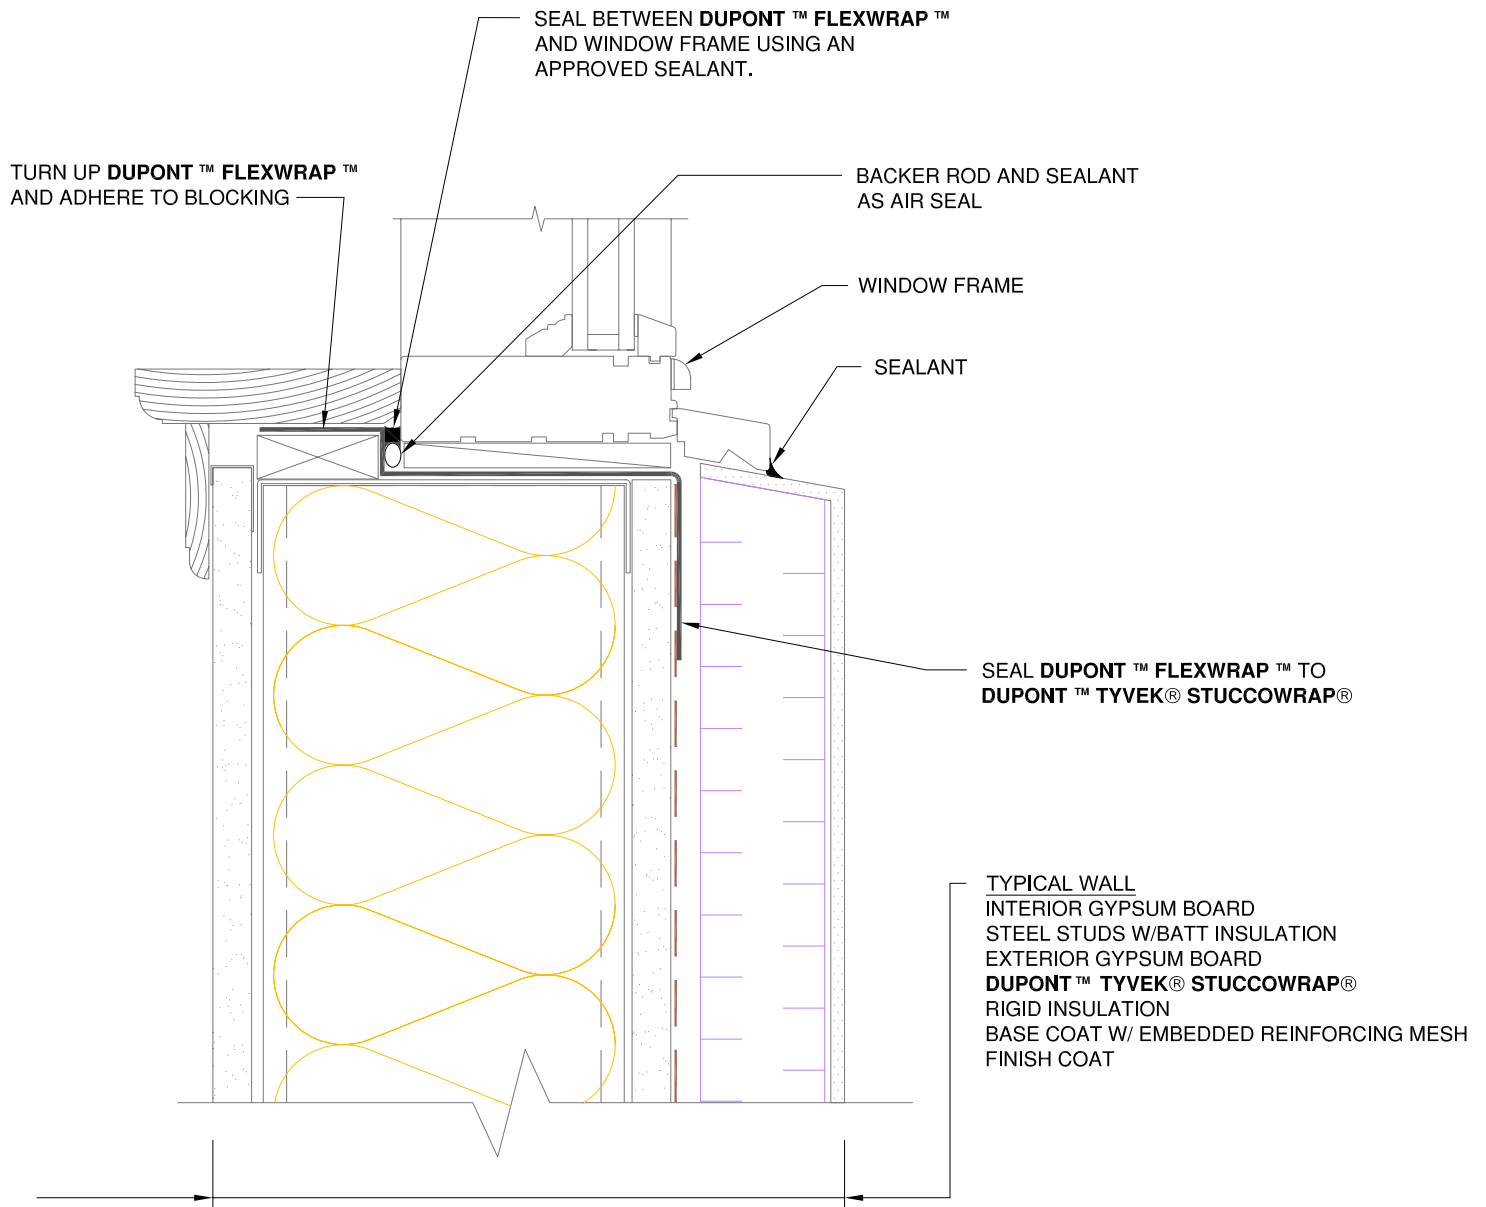 SEAL BETWEEN DUPONT ™ FLEXWRAP ™
AND WINDOW FRAME USING AN
APPROVED SEALANT.
TURN UP DUPONT ™ FLEXWRAP ™
AND ADHERE TO BLOCKING
BACKER ROD AND SEALANT
AS AIR SEAL
WINDOW FRAME
SEALANT
SEAL DUPONT ™ FLEXWRAP ™ TO
DUPONT ™ TYVEK® STUCCOWRAP®
TYPICAL WALL
INTERIOR GYPSUM BOARD
STEEL STUDS W/BATT INSULATION
EXTERIOR GYPSUM BOARD
DUPONT™ TYVEK® STUCCOWRAP®
RIGID INSULATION
BASE COAT W/ EMBEDDED REINFORCING MESH
FINISH COAT